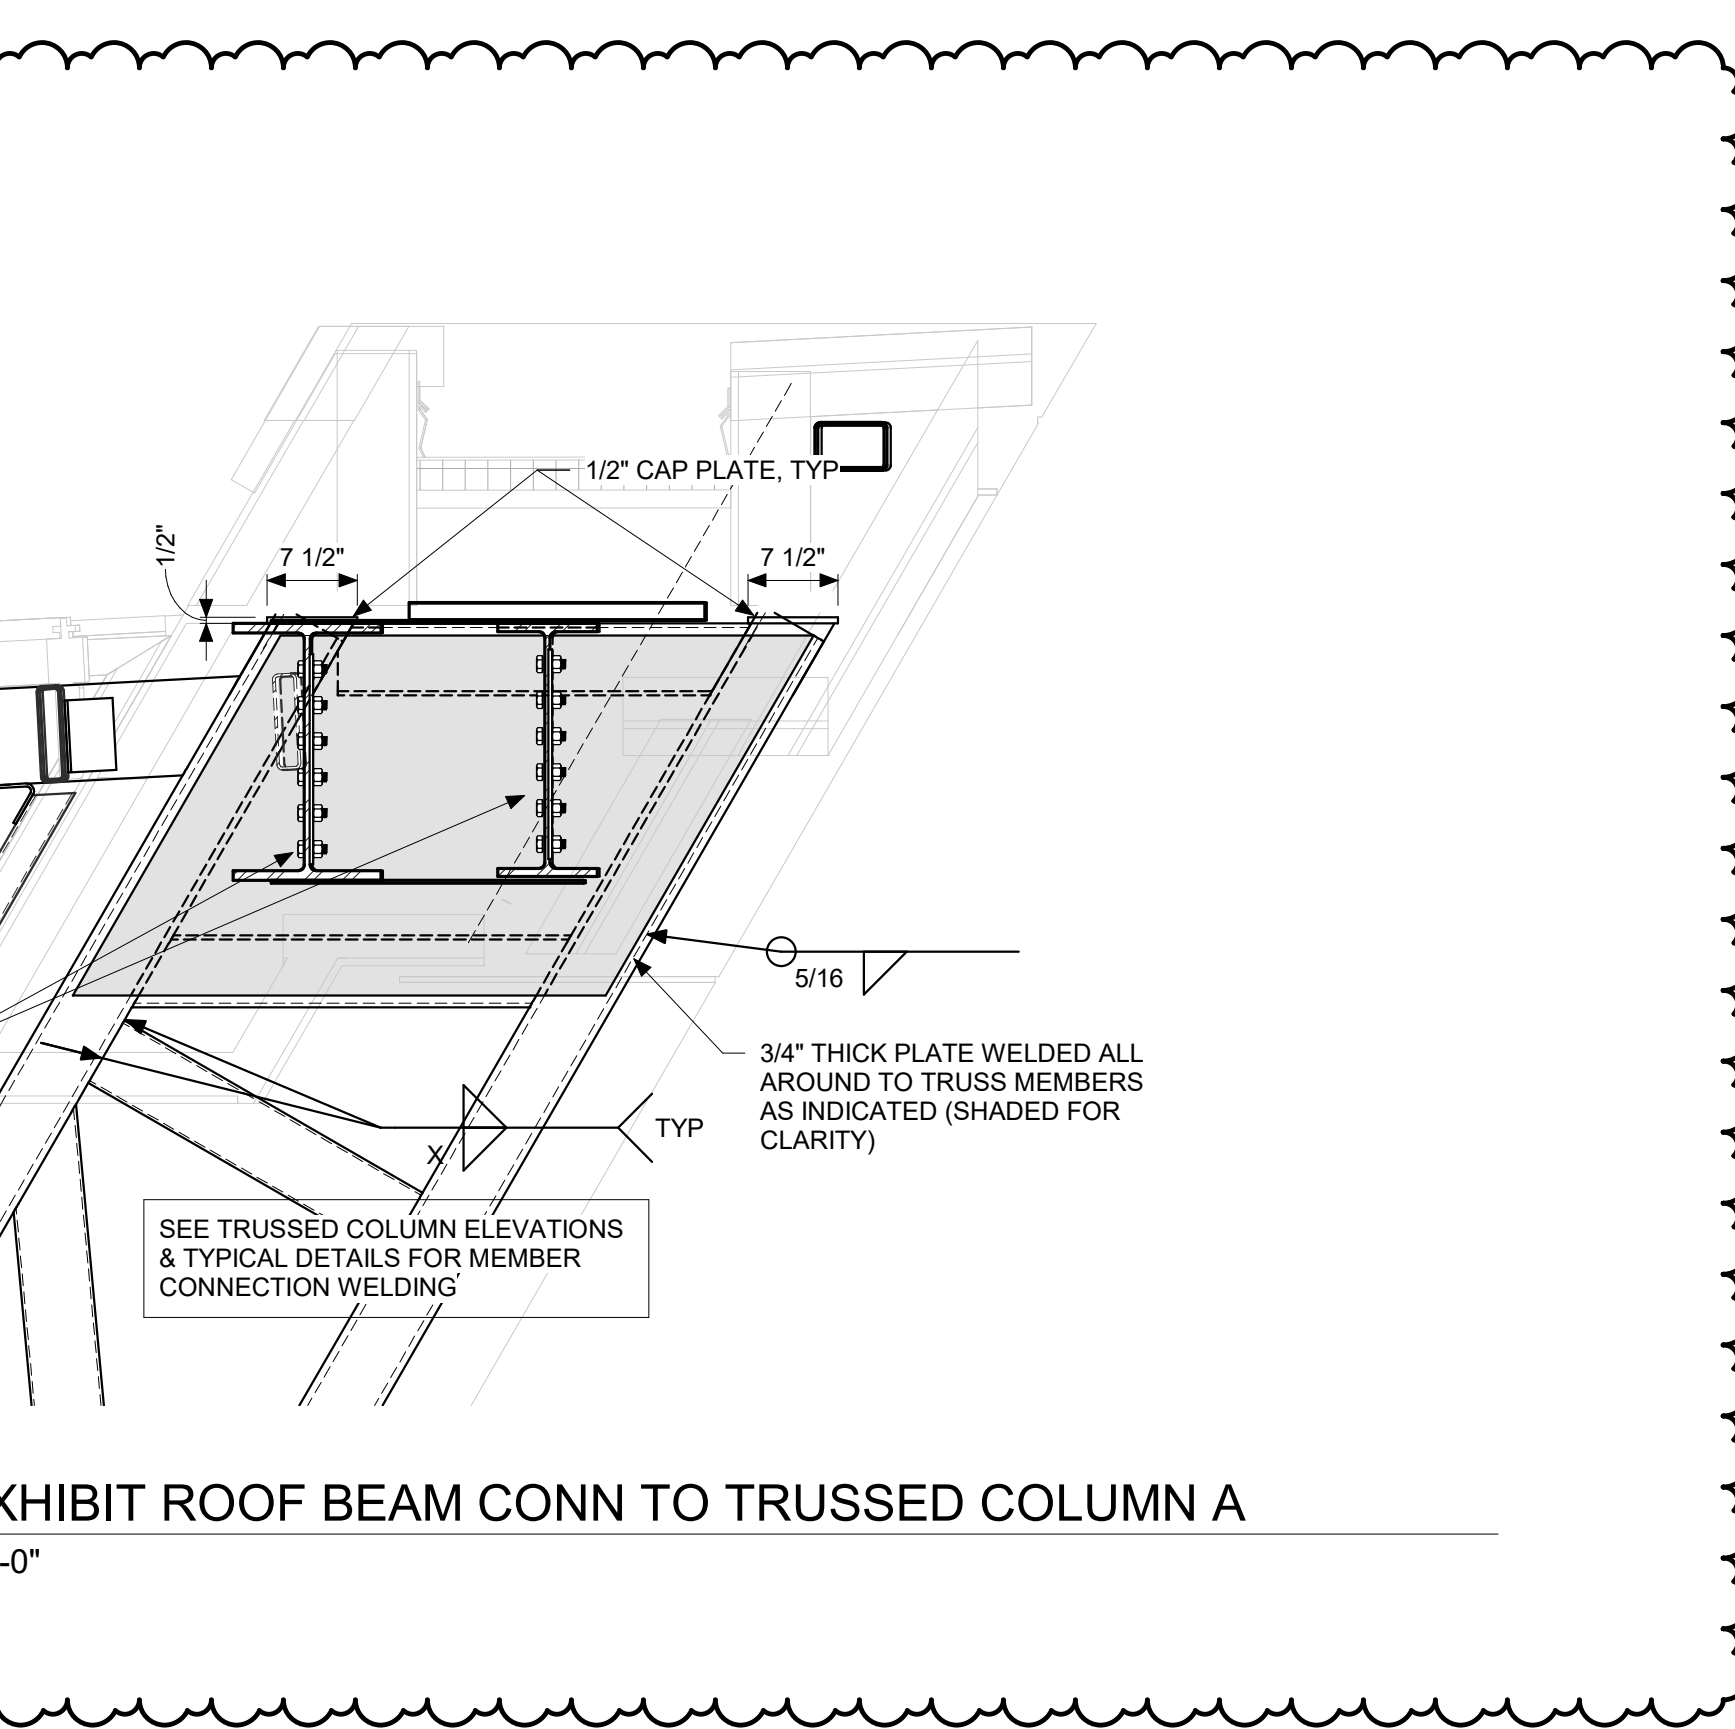 1/2" CAP PLATE, TYP
1/2"
7 1/2"
7 1/2"
5/16
3/4" THICK PLATE WELDED ALL
AROUND TO TRUSS MEMBERS
AS INDICATED (SHADED FOR
CLARITY)
TYP
X
SEE TRUSSED COLUMN ELEVATIONS
& TYPICAL DETAILS FOR MEMBER
CONNECTION WELDING
XHIBIT ROOF BEAM CONN TO TRUSSED COLUMN A
-0"